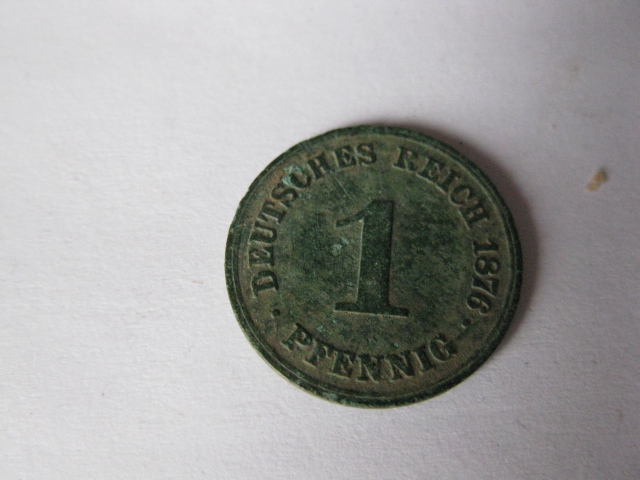 DEUTSCHES REICH 1876
1
· PFENNIG ·